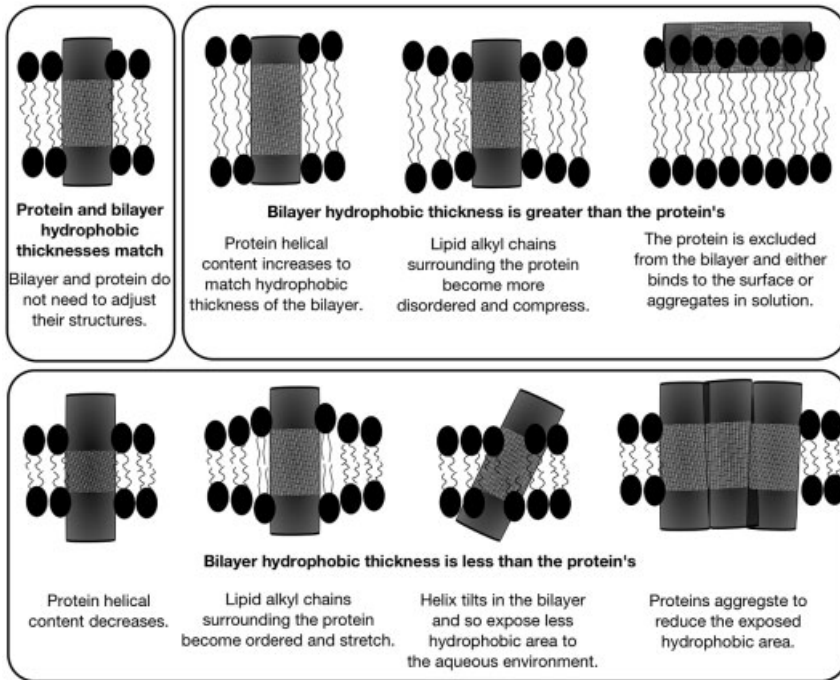 Protein and bilayer
hydrophobic
thicknesses match
Bilayer and protein do
not need to adjust
their structures.
Bilayer hydrophobic thickness is greater than the protein's
Protein helical
content increases to
match hydrophobic
thickness of the bilayer.
Lipid alkyl chains
surrounding the protein
become more
disordered and compress.
The protein is excluded
from the bilayer and either
binds to the surface or
aggregates in solution.
Bilayer hydrophobic thickness is less than the protein's
Protein helical
content decreases.
Lipid alkyl chains
surrounding the protein
become ordered and stretch.
Helix tilts in the bilayer
and so expose less
hydrophobic area to
the aqueous environment.
Proteins aggregste to
reduce the exposed
hydrophobic area.